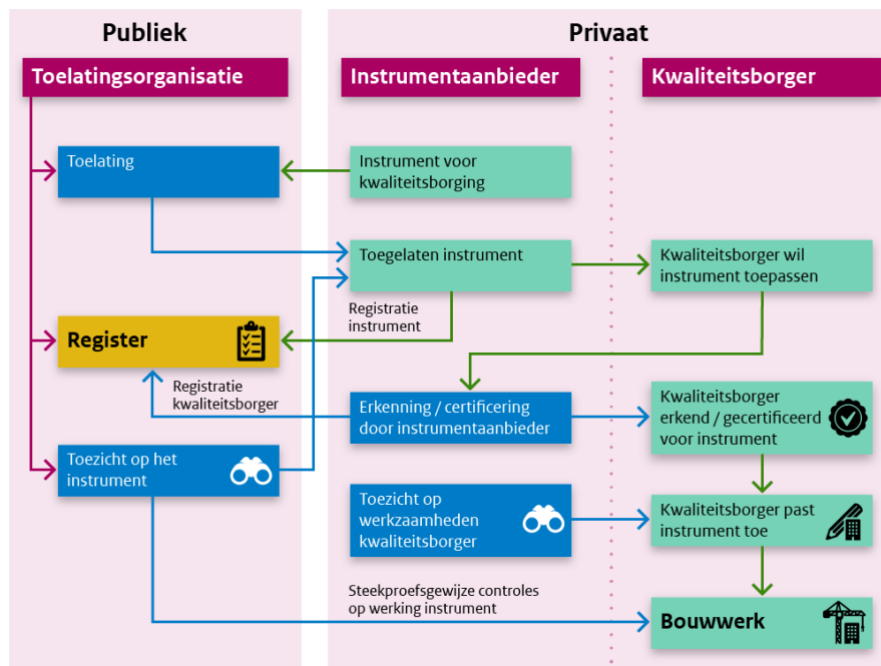 Publiek
Privaat
Toelatingsorganisatie
Instrumentaanbieder
Kwaliteitsborger
Toelating
Instrument voor
kwaliteitsborging
Toegelaten instrument
Kwaliteitsborger wil
instrument toepassen
Registratie
instrument
Register
Registratie
kwaliteitsborger
Erkenning / certificering
door instrumentaanbieder
Kwaliteitsborger
erkend / gecertificeerd
voor instrument
Toezicht op het
instrument
Toezicht op
werkzaamheden
kwaliteitsborger
Kwaliteitsborger past
instrument toe
Steekproefsgewijze controles
op werking instrument
Bouwwerk